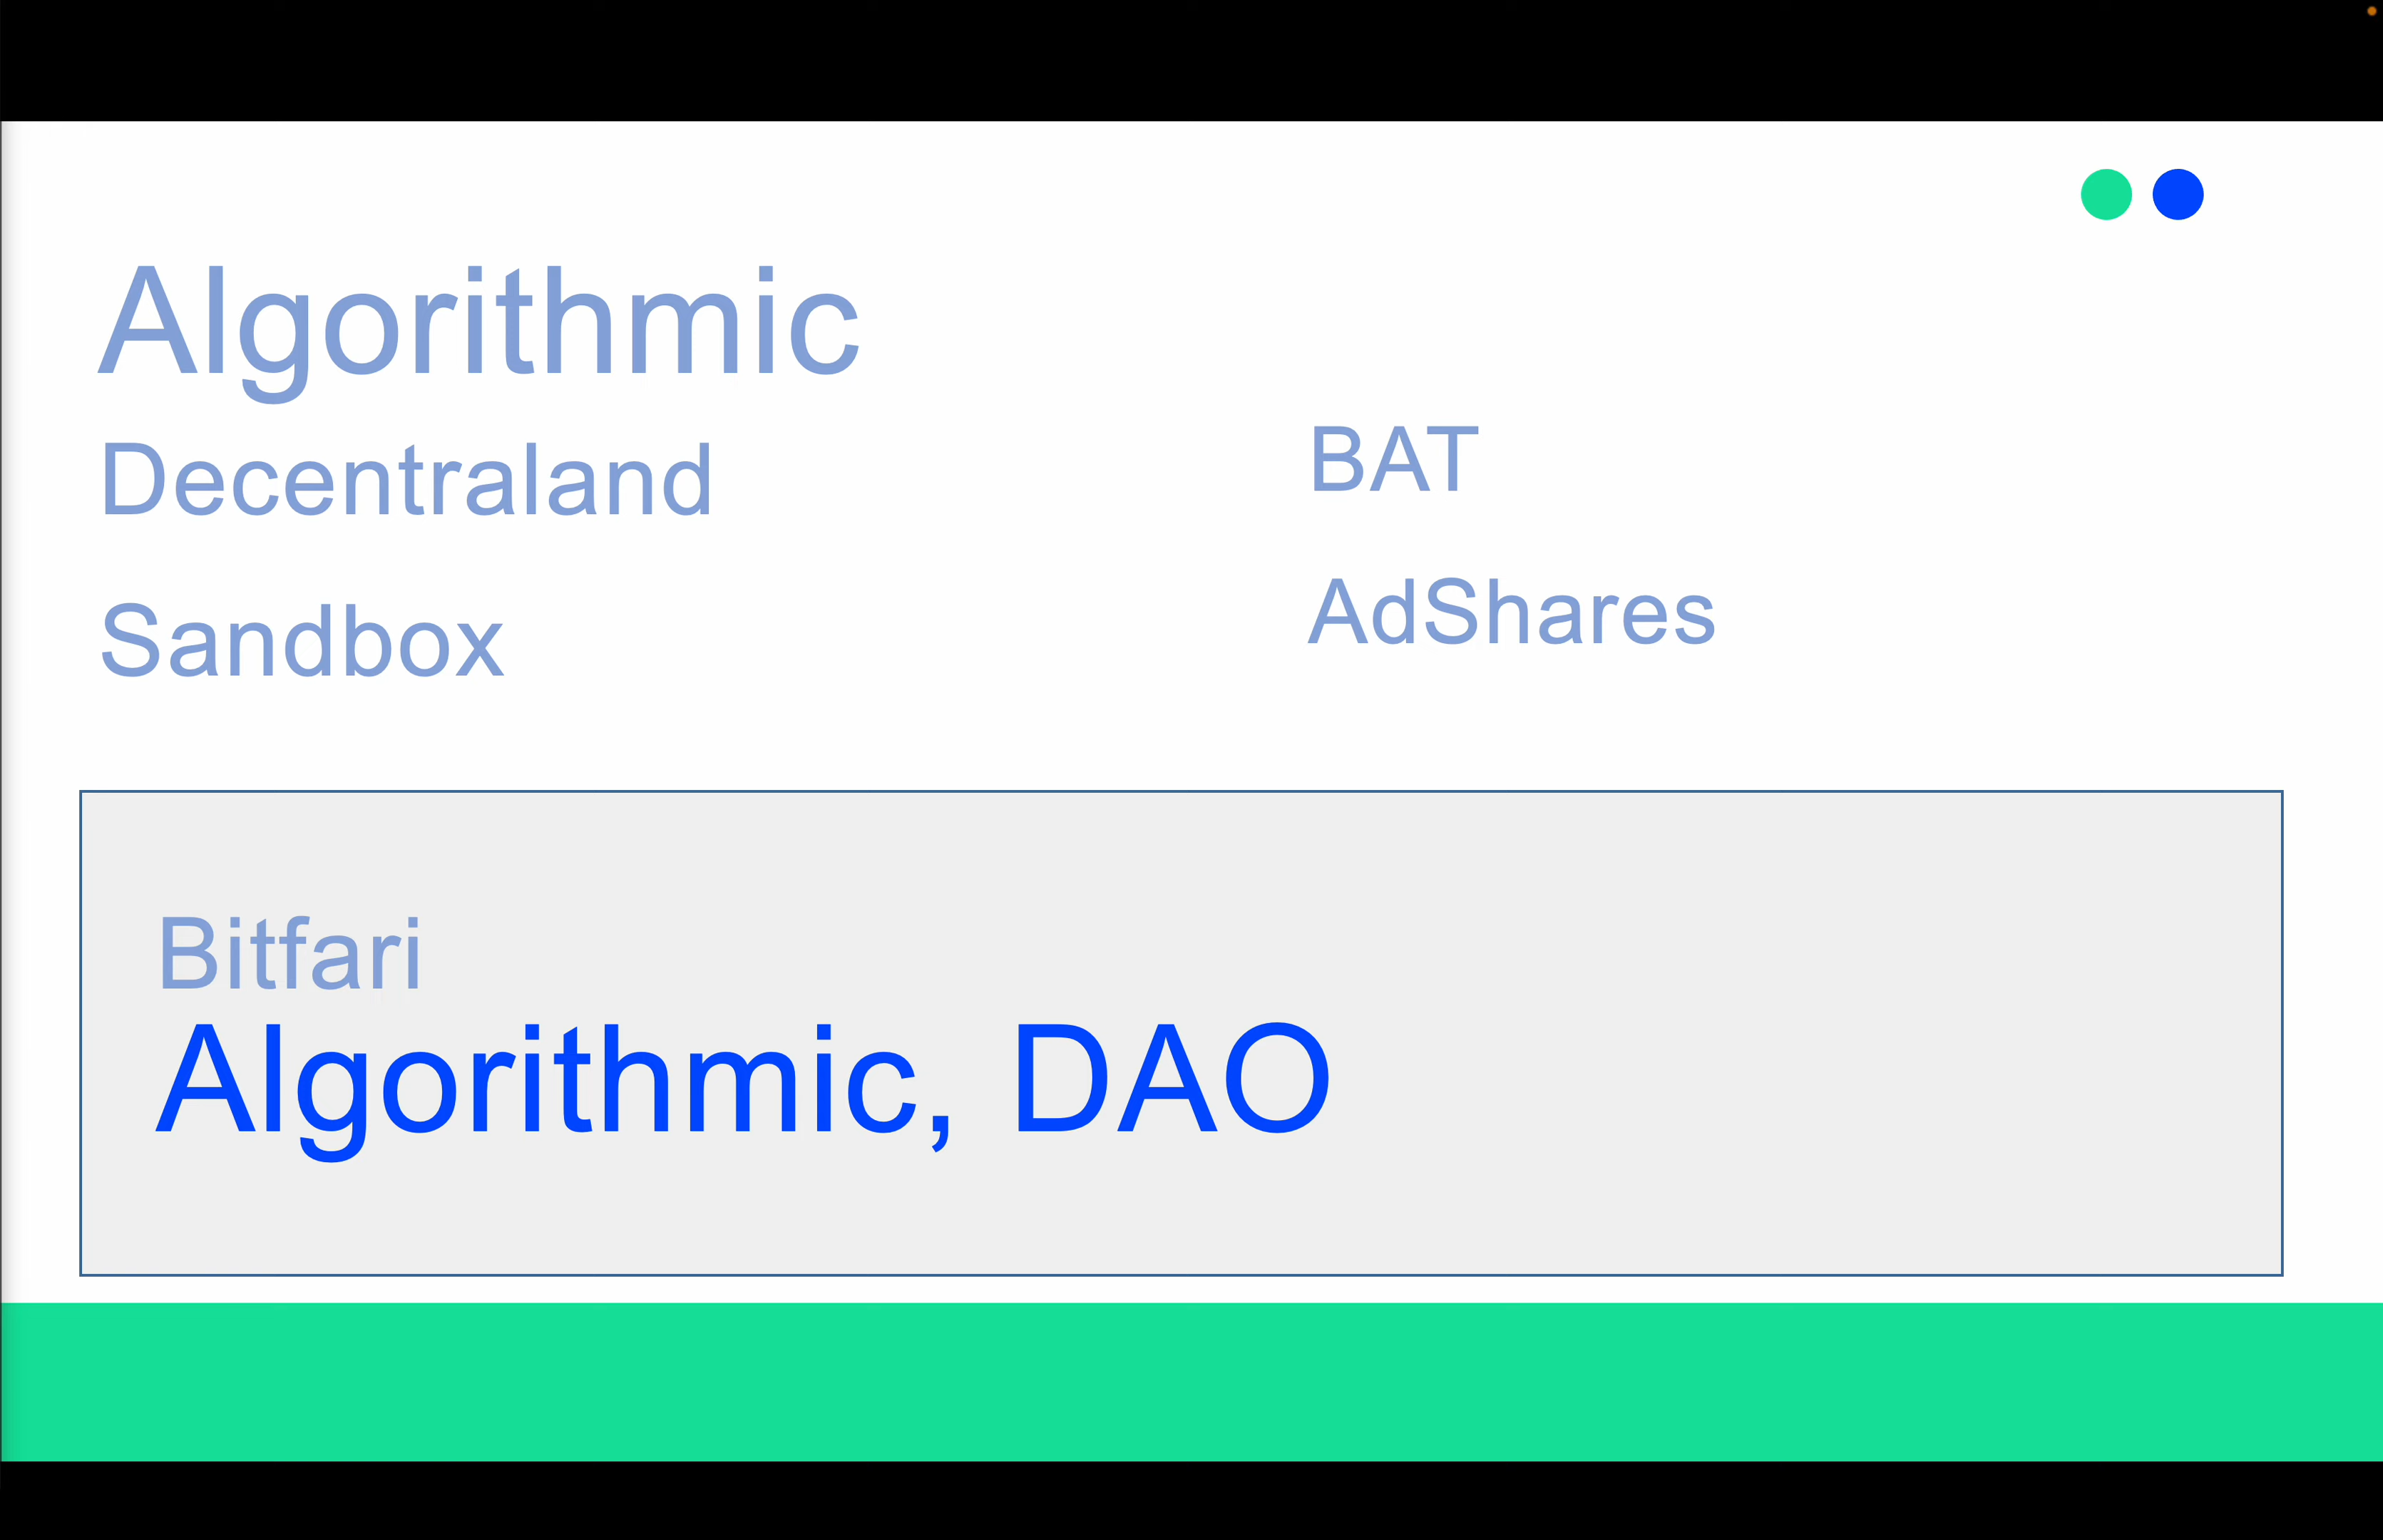 Algorithmic
Decentraland
Sandbox
BAT
AdShares
Bitfari
Algorithmic, DAO